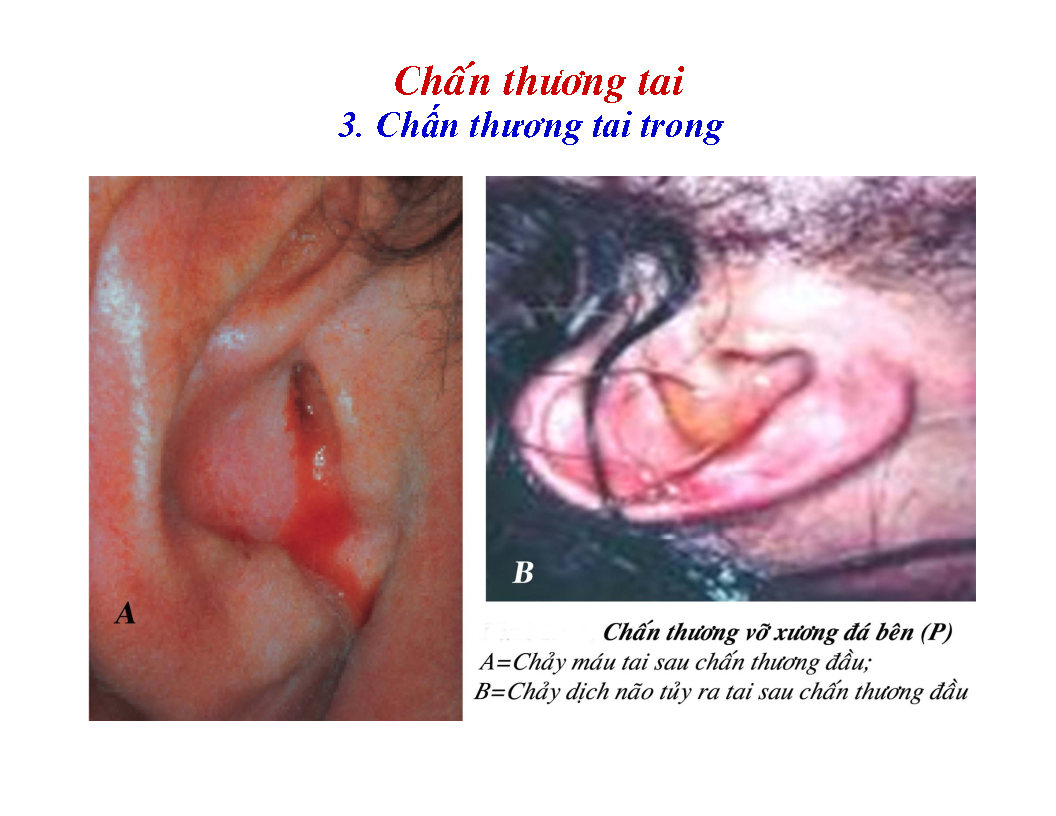 Chấn thương tai
3. Chấn thương tai trong
A
B
Chấn thương vỡ xương đá bên (P)
A=Chảy máu tai sau chấn thương đầu;
B=Chảy dịch não tủy ra tai sau chấn thương đầu